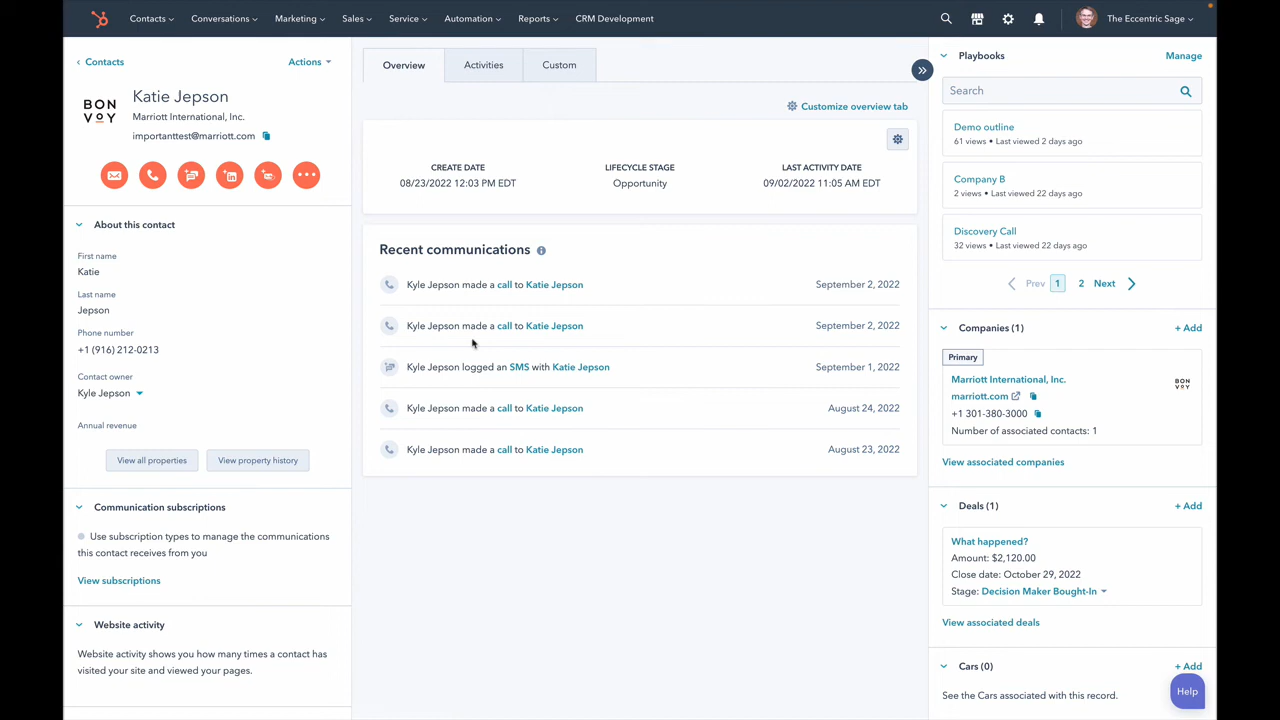 Contacts
Conversations
Marketing
Sales
Service
Automation
Reports
CRM Development
The Eccentric Sage
Contacts
Actions
BON
VOY
Katie Jepson
Marriott International, Inc.
importanttest@marriott.com
About this contact
First name
Katie
Last name
Jepson
Phone number
+1 (916) 212-0213
Contact owner
Kyle Jepson
Annual revenue
View all properties
View property history
Communication subscriptions
Use subscription types to manage the communications
this contact receives from you
View subscriptions
Website activity
Website activity shows you how many times a contact has
visited your site and viewed your pages.
Overview
Activities
Custom
Customize overview tab
CREATE DATE
08/23/2022 12:03 PM EDT
LIFECYCLE STAGE
Opportunity
LAST ACTIVITY DATE
09/02/2022 11:05 AM EDT
Recent communications
Kyle Jepson made a call to Katie Jepson September 2, 2022
Kyle Jepson made a call to Katie Jepson September 2, 2022
Kyle Jepson logged an SMS with Katie Jepson September 1, 2022
Kyle Jepson made a call to Katie Jepson August 24, 2022
Kyle Jepson made a call to Katie Jepson August 23, 2022
Playbooks
Manage
Search
Demo outline
61 views • Last viewed 2 days ago
Company B
2 views • Last viewed 22 days ago
Discovery Call
32 views • Last viewed 22 days ago
Prev 1 2 Next
Companies (1)
+ Add
Primary
Marriott International, Inc.
marriott.com
+1 301-380-3000
Number of associated contacts: 1
BON
VOY
View associated companies
Deals (1)
+ Add
What happened?
Amount: $2,120.00
Close date: October 29, 2022
Stage: Decision Maker Bought-In
View associated deals
Cars (0)
+ Add
See the Cars associated with this record.
Help